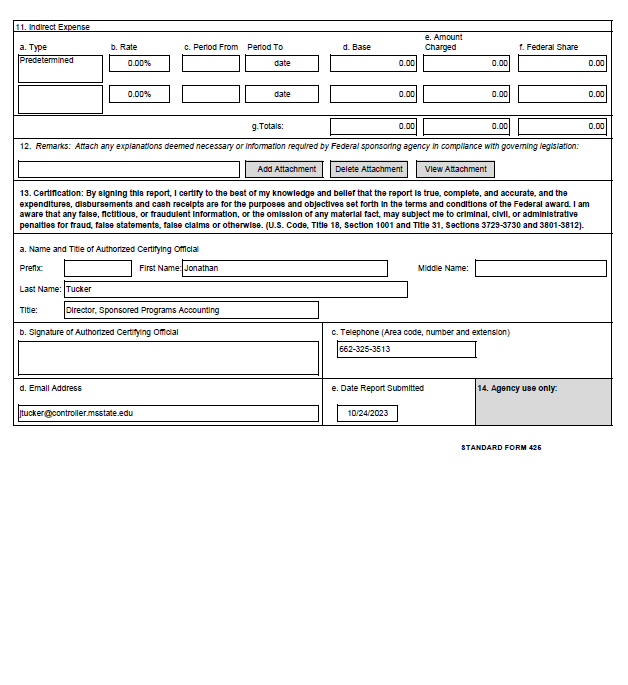 11. Indirect Expense
a. Type b. Rate c. Period From Period To d. Base e. Amount Charged f. Federal Share
Predetermined 0.00% date 0.00 0.00 0.00
0.00% date 0.00 0.00 0.00
g.Totals: 0.00 0.00 0.00
12. Remarks: Attach any explanations deemed necessary or information required by Federal sponsoring agency in compliance with governing legislation:
Add Attachment Delete Attachment View Attachment
13. Certification: By signing this report, I certify to the best of my knowledge and belief that the report is true, complete, and accurate, and the
expenditures, disbursements and cash receipts are for the purposes and objectives set forth in the terms and conditions of the Federal award. I am
aware that any false, fictitious, or fraudulent information, or the omission of any material fact, may subject me to criminal, civil, or administrative
penalties for fraud, false statements, false claims or otherwise. (U.S. Code, Title 18, Section 1001 and Title 31, Sections 3729-3730 and 3801-3812).
a. Name and Title of Authorized Certifying Official
Prefix: First Name: Jonathan Middle Name:
Last Name: Tucker
Title: Director, Sponsored Programs Accounting
b. Signature of Authorized Certifying Official c. Telephone (Area code, number and extension)
662-325-3513
d. Email Address e. Date Report Submitted 14. Agency use only:
jtucker@controller.msstate.edu 10/24/2023
STANDARD FORM 425